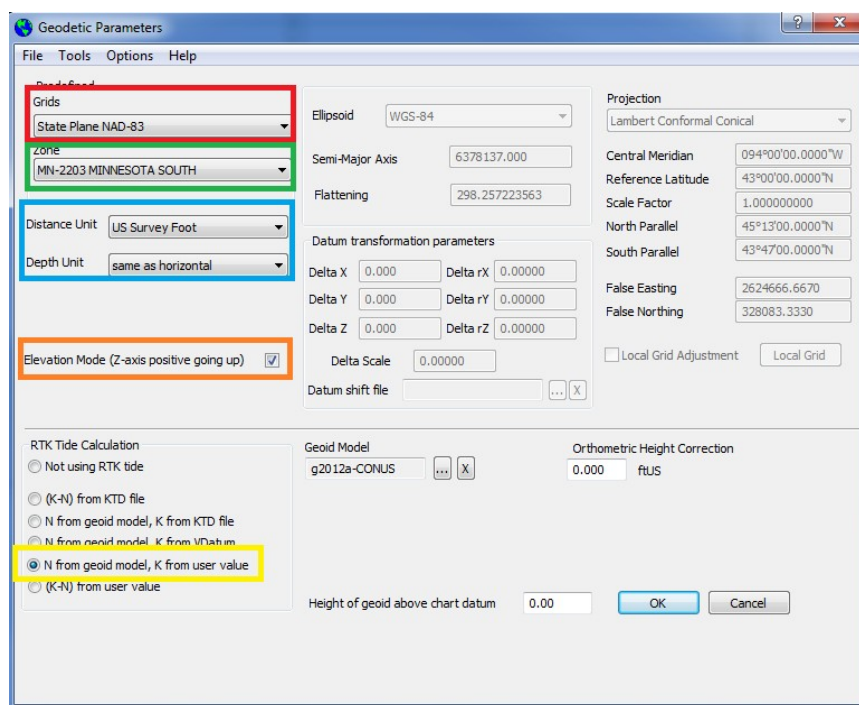 Geodetic Parameters
File Tools Options Help
Predefined
Grids
State Plane NAD-83
Zone
MN-2203 MINNESOTA SOUTH
Distance Unit US Survey Foot
Depth Unit same as horizontal
Elevation Mode (Z-axis positive going up)
Ellipsoid WGS-84
Semi-Major Axis 6378137.000
Flattening 298.257223563
Datum transformation parameters
Delta X 0.000 Delta rX 0.00000
Delta Y 0.000 Delta rY 0.00000
Delta Z 0.000 Delta rZ 0.00000
Delta Scale 0.00000
Datum shift file ... X
Projection
Lambert Conformal Conical
Central Meridian 094°00'00.0000"W
Reference Latitude 43°00'00.0000"N
Scale Factor 1.000000000
North Parallel 45°13'00.0000"N
South Parallel 43°47'00.0000"N
False Easting 2624666.6670
False Northing 328083.3330
Local Grid Adjustment Local Grid
RTK Tide Calculation
Not using RTK tide
(K-N) from KTD file
N from geoid model, K from KTD file
N from geoid model, K from VDatum
N from geoid model, K from user value
(K-N) from user value
Geoid Model
g2012a-CONUS ... X
Orthometric Height Correction
0.000 ftUS
Height of geoid above chart datum 0.00
OK Cancel